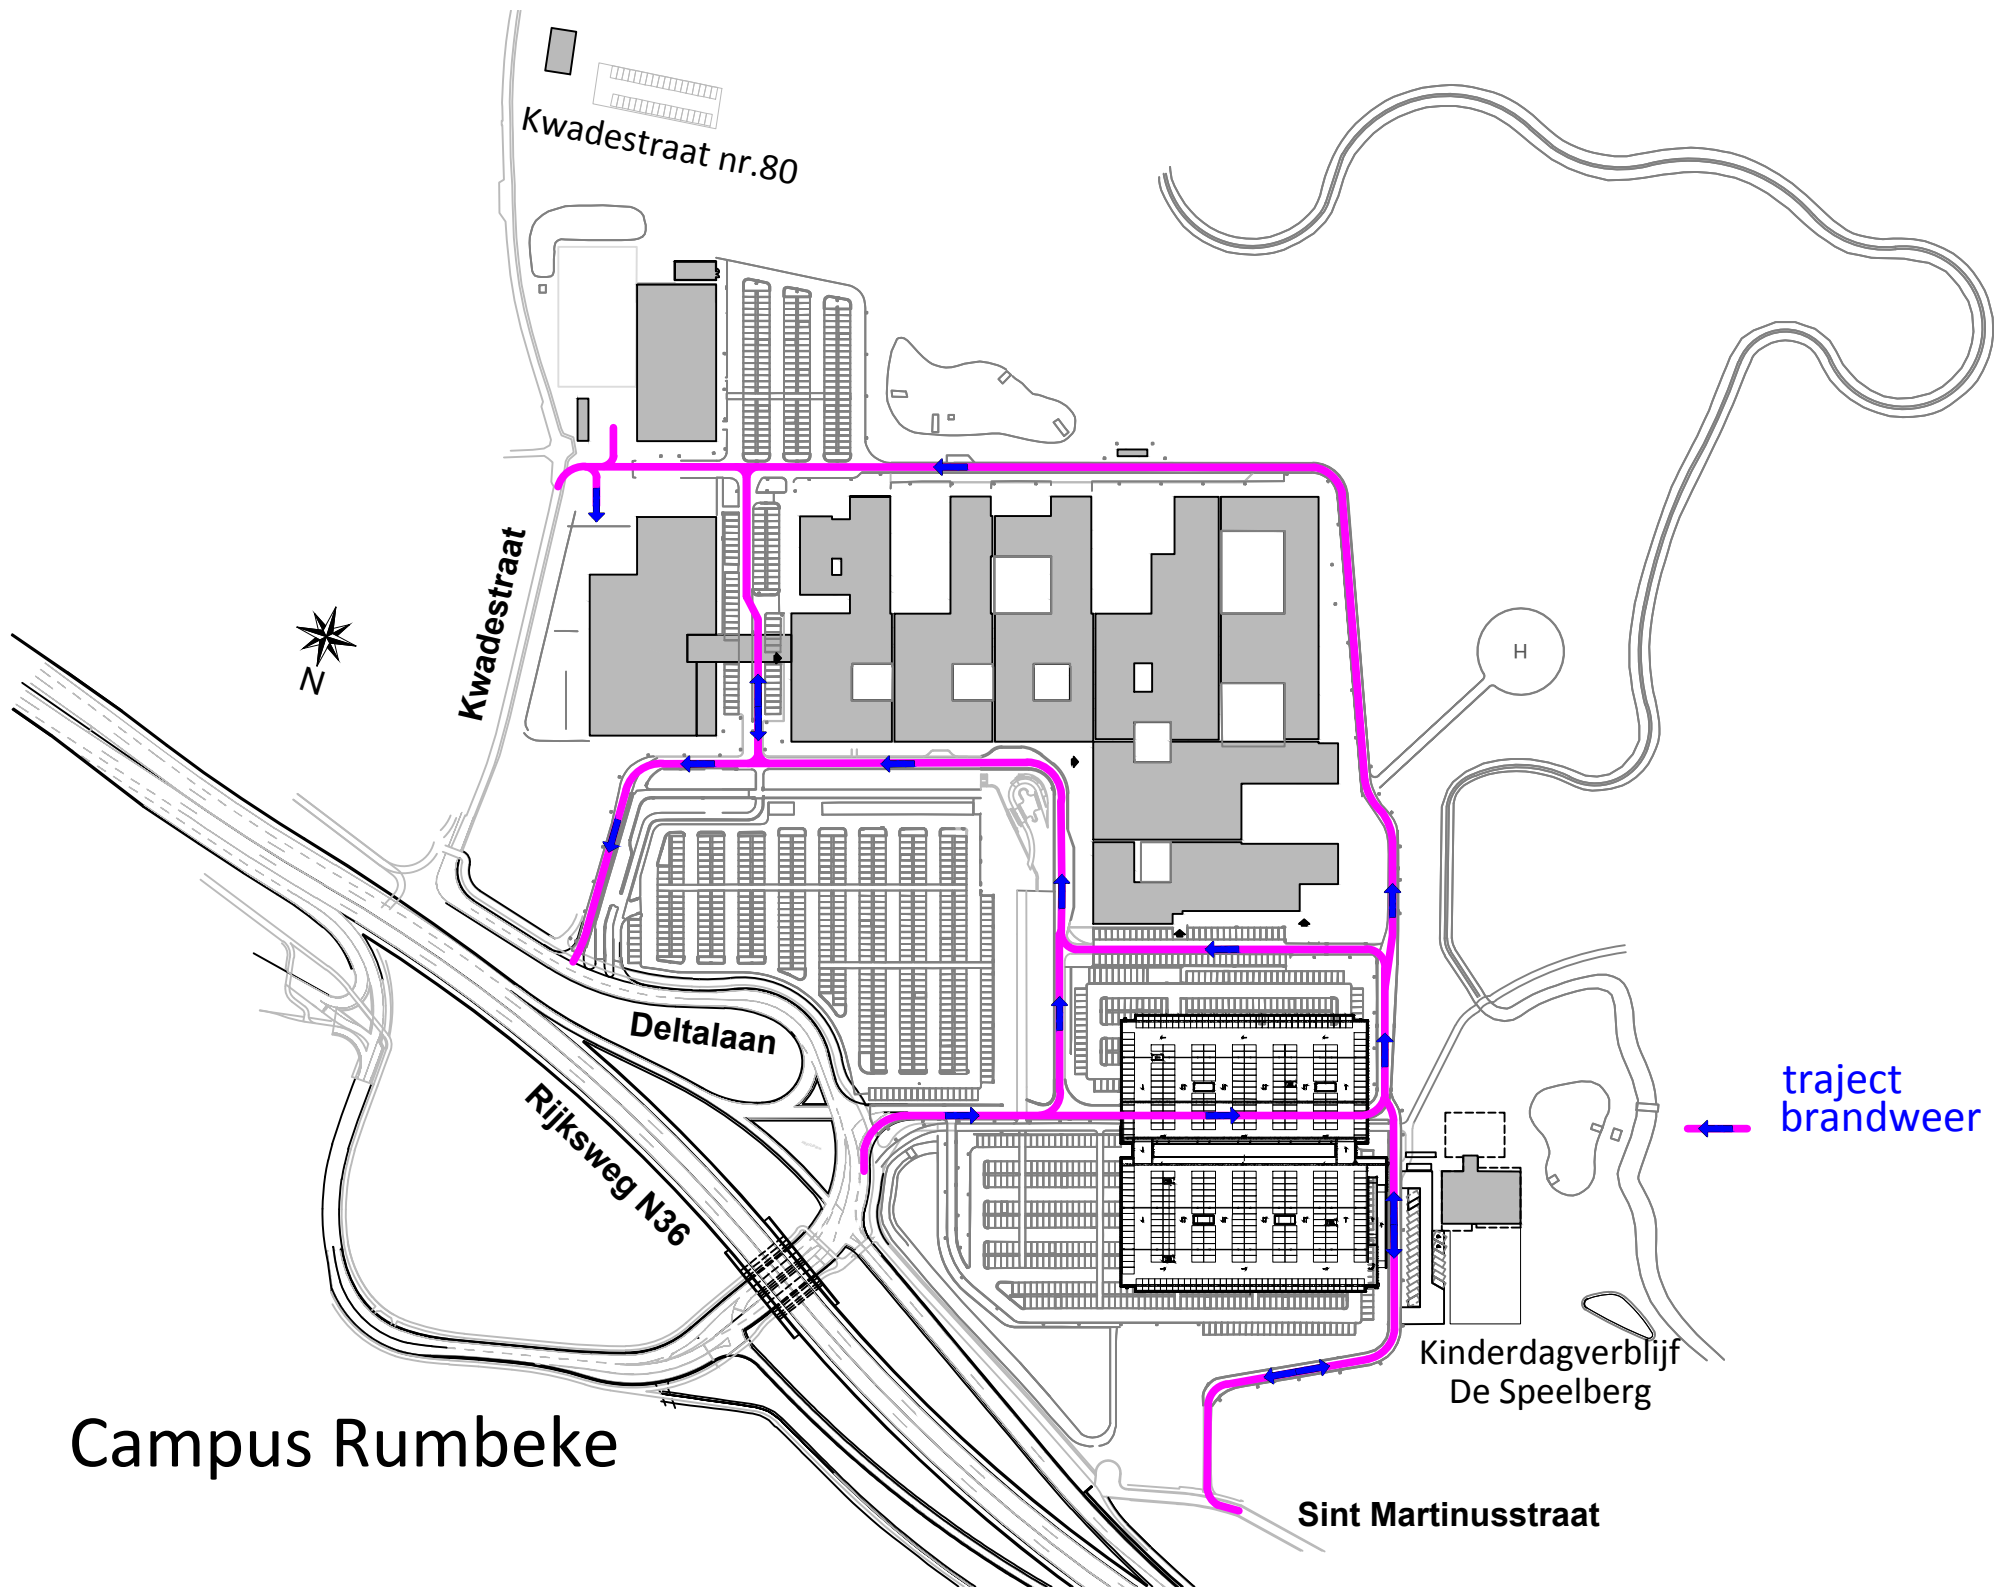 Kwadestraat nr.80
Kwadestraat
N
H
Deltalaan
Rijksweg N36
traject
brandweer
Kinderdagverblijf
De Speelberg
Campus Rumbeke
Sint Martinusstraat